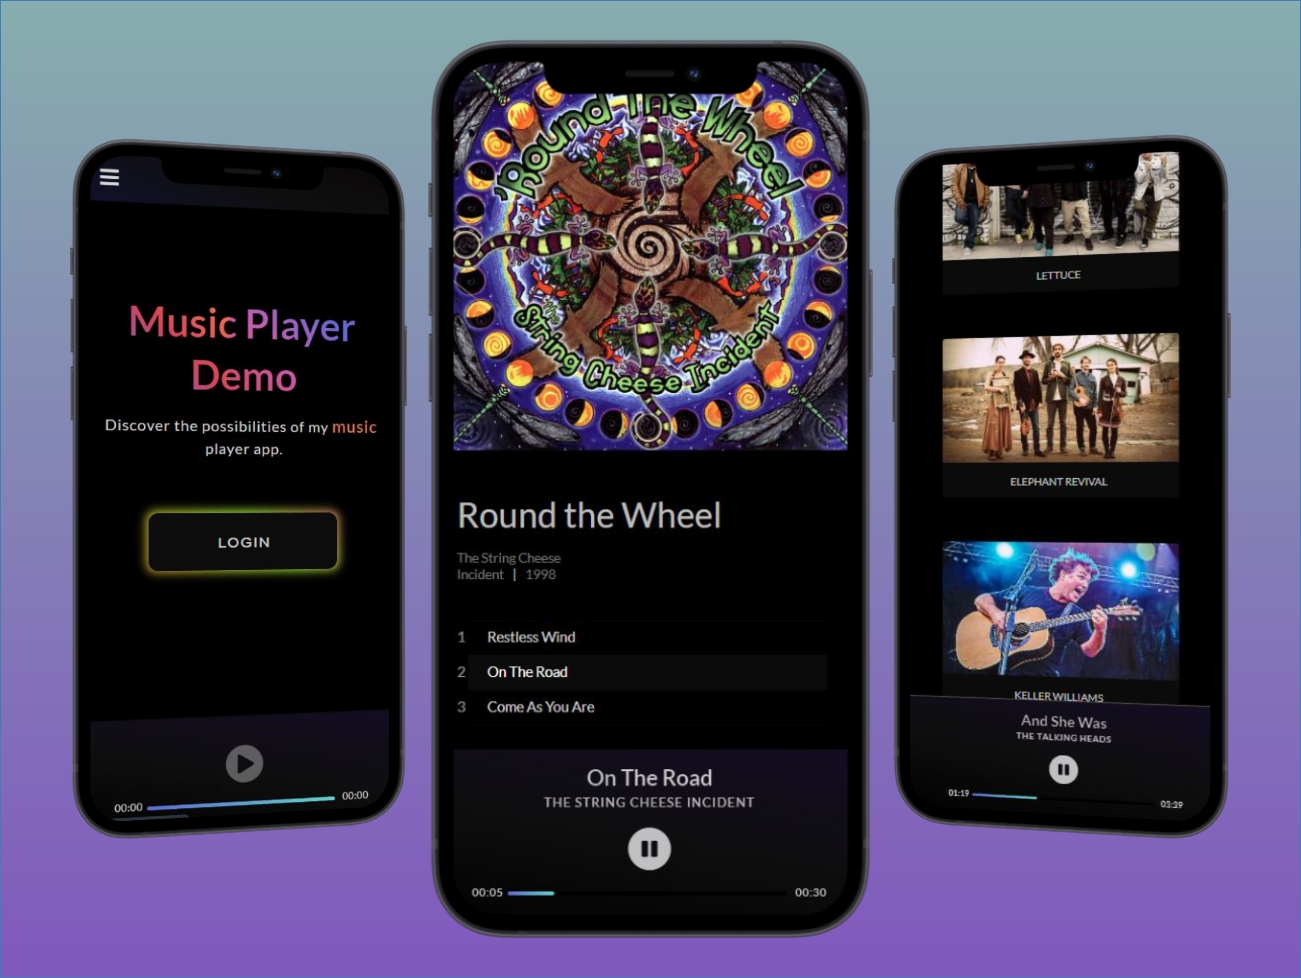 Music Player
Demo
Discover the possibilities of my music
player app.
LOGIN
00:00
00:00
'Round The Wheel
the
String Cheese Incident
Round the Wheel
The String Cheese
Incident | 1998
1 Restless Wind
2 On The Road
3 Come As You Are
On The Road
THE STRING CHEESE INCIDENT
00:05
00:30
LETTUCE
ELEPHANT REVIVAL
KELLER WILLIAMS
And She Was
THE TALKING HEADS
01:19
03:39